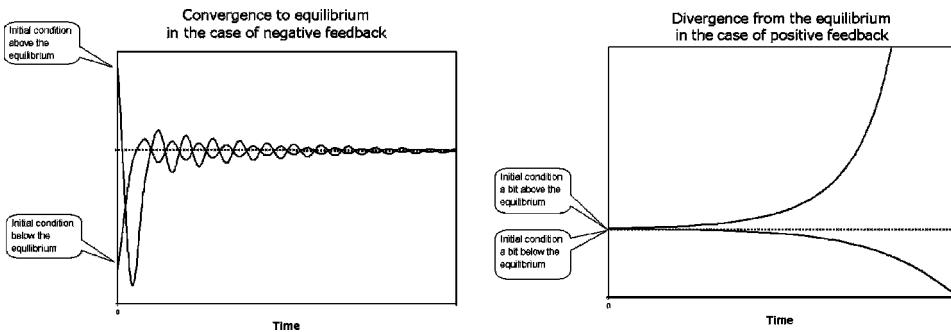 Convergence to equilibrium
in the case of negative feedback
Initial condition
above the
equilibrium
Initial condition
below the
equilibrium
0
Time
Divergence from the equilibrium
in the case of positive feedback
Initial condition
a bit above the
equilibrium
Initial condition
a bit below the
equilibrium
0
Time